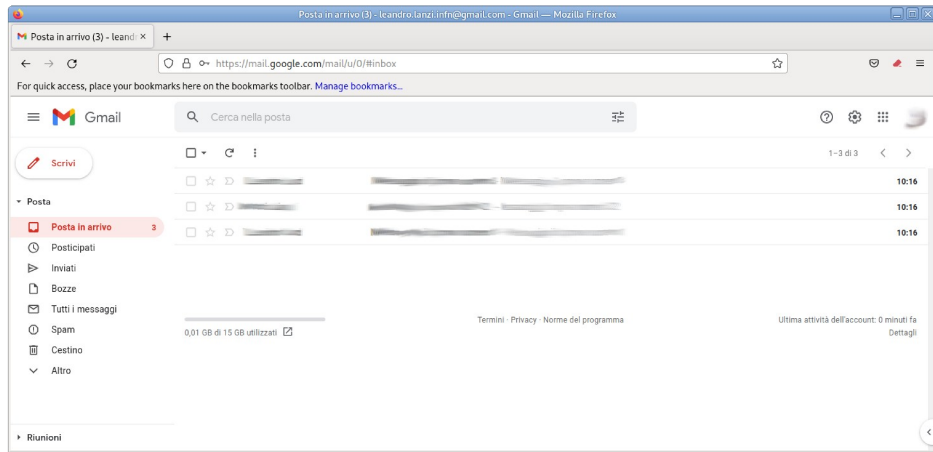 Posta in arrivo (3) - leandro.lanzi.infn@gmail.com - Gmail — Mozilla Firefox
Posta in arrivo (3) - leand
https://mail.google.com/mail/u/0/#inbox
For quick access, place your bookmarks here on the bookmarks toolbar. Manage bookmarks...
Gmail
Cerca nella posta
Scrivi
1–3 di 3
10:16
Posta
10:16
Posta in arrivo 3
10:16
Posticipati
Inviati
Bozze
Tutti i messaggi
Spam
Cestino
Altro
Riunioni
0,01 GB di 15 GB utilizzati
Termini · Privacy · Norme del programma
Ultima attività dell'account: 0 minuti fa
Dettagli